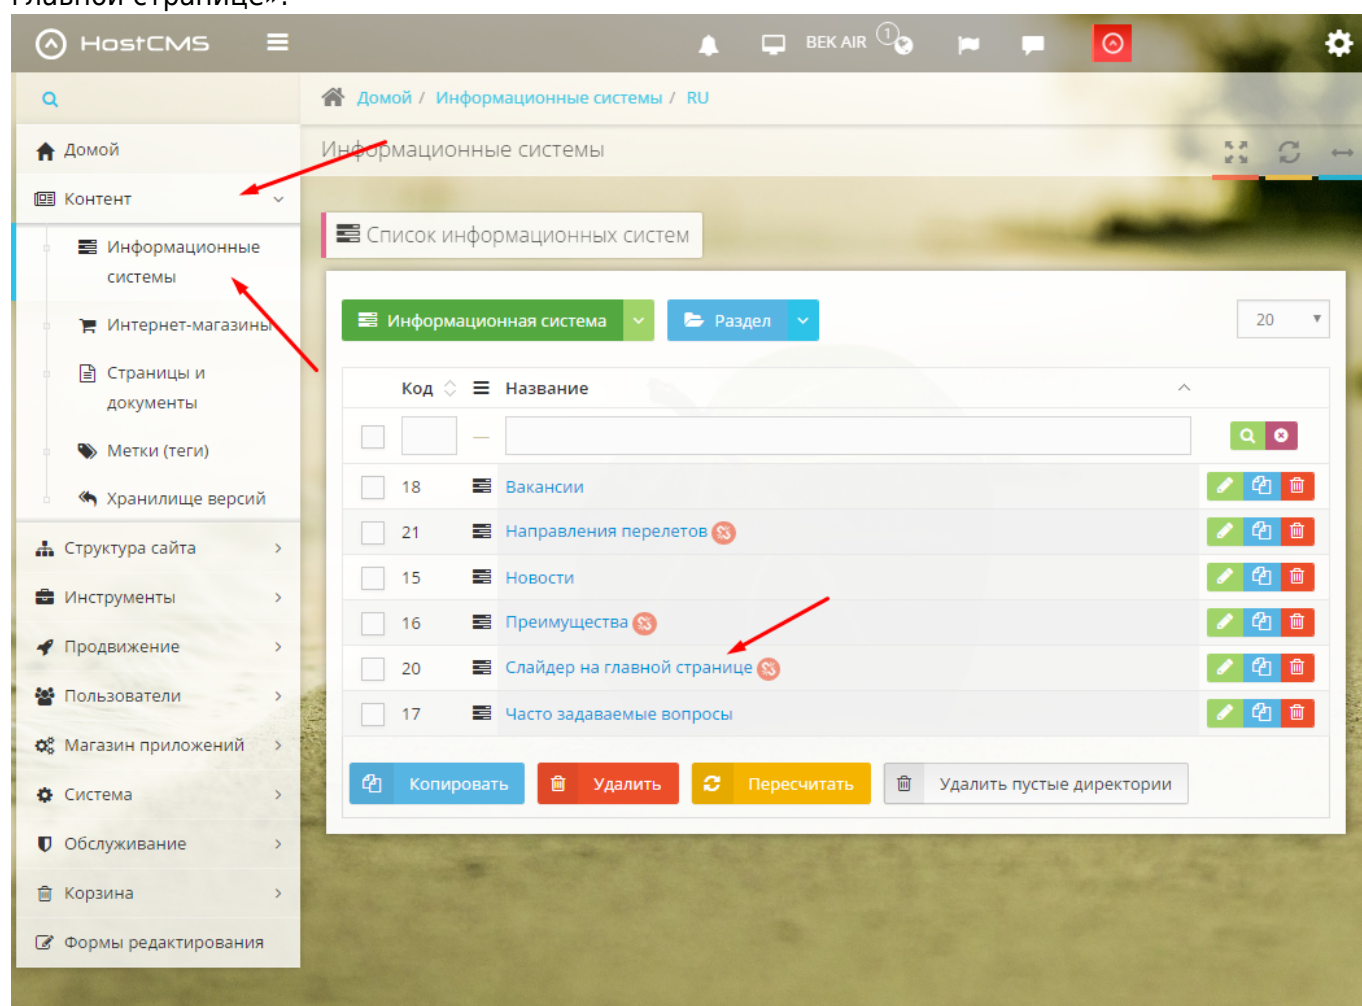 главной странице».
HostCMS
BEK AIR 1
Домой / Информационные системы / RU
Домой
Информационные системы
Контент
Список информационных систем
Информационные
системы
Информационная система
Раздел
20
Интернет-магазины
Страницы и
документы
Код
Название
Метки (теги)
18 Вакансии
Хранилище версий
21 Направления перелетов
Структура сайта
15 Новости
Инструменты
16 Преимущества
Продвижение
20 Слайдер на главной странице
Пользователи
17 Часто задаваемые вопросы
Магазин приложений
Копировать
Удалить
Пересчитать
Удалить пустые директории
Система
Обслуживание
Корзина
Формы редактирования